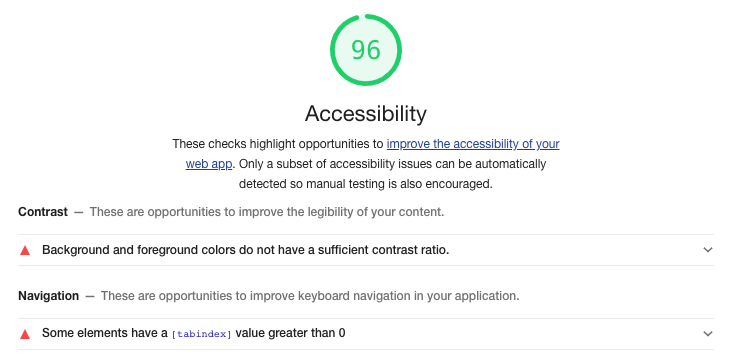 96
Accessibility
These checks highlight opportunities to improve the accessibility of your
web app. Only a subset of accessibility issues can be automatically
detected so manual testing is also encouraged.
Contrast — These are opportunities to improve the legibility of your content.
Background and foreground colors do not have a sufficient contrast ratio.
Navigation — These are opportunities to improve keyboard navigation in your application.
Some elements have a [tabindex] value greater than 0